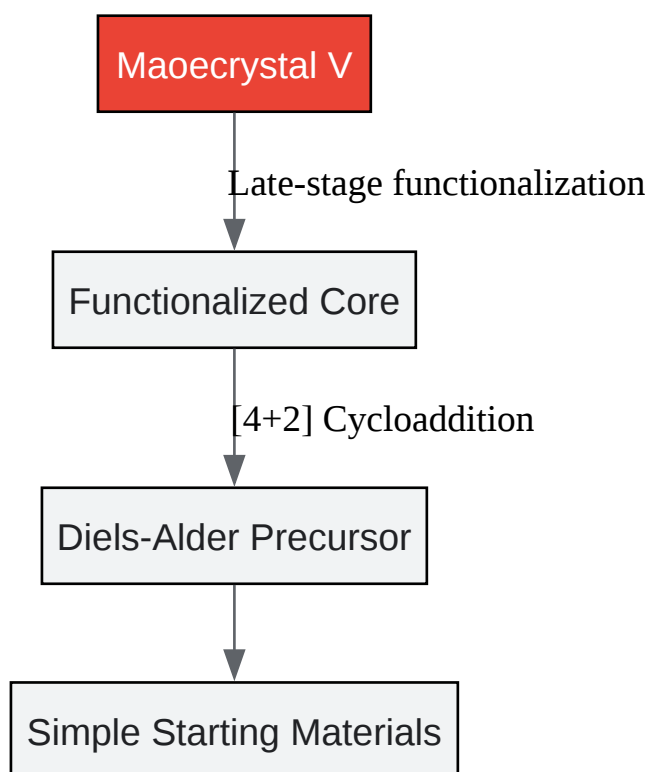 Maoecrystal V
Late-stage functionalization
Functionalized Core
[4+2] Cycloaddition
Diels-Alder Precursor
Simple Starting Materials